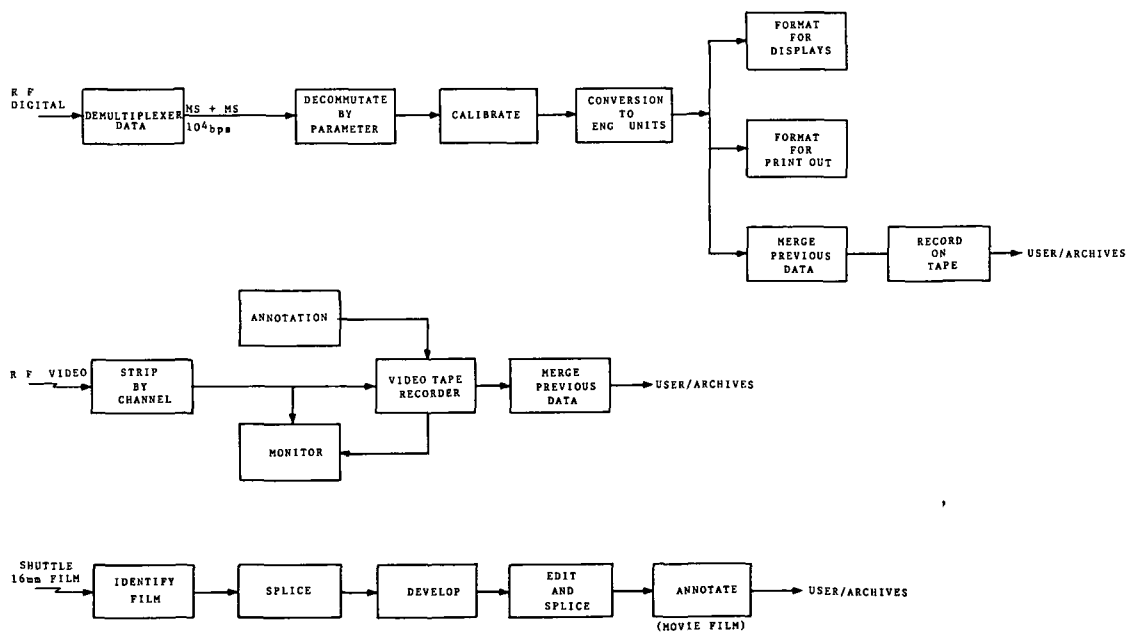 R F
DIGITAL
DEMULTIPLEXER
DATA
MS + MS
10⁴bps
DECOMMUTATE
BY
PARAMETER
CALIBRATE
CONVERSION
TO
ENG UNITS
FORMAT
FOR
DISPLAYS
FORMAT
FOR
PRINT OUT
MERGE
PREVIOUS
DATA
RECORD
ON
TAPE
USER/ARCHIVES
ANNOTATION
R F VIDEO
STRIP
BY
CHANNEL
VIDEO TAPE
RECORDER
MERGE
PREVIOUS
DATA
USER/ARCHIVES
MONITOR
SHUTTLE
16mm FILM
IDENTIFY
FILM
SPLICE
DEVELOP
EDIT
AND
SPLICE
ANNOTATE
(MOVIE FILM)
USER/ARCHIVES